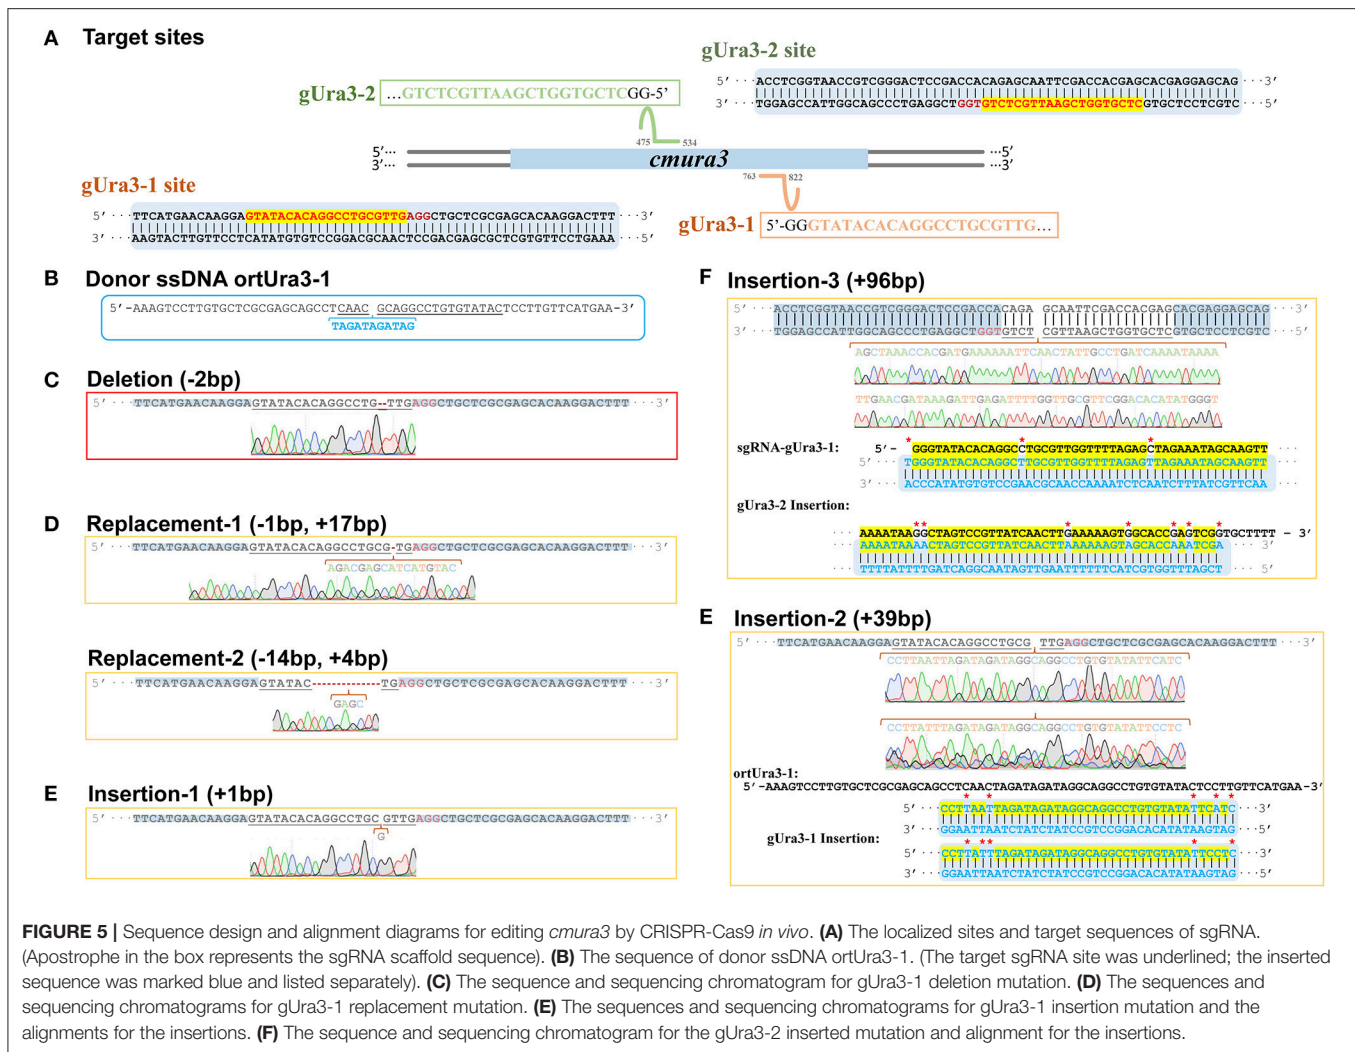 A Target sites
gUra3-2 site
gUra3-2 …GTCTCGTTAAGCTGGTGCTCGG-5’
5’ ···ACCTCGGTAACCGTCGGGACTCCGACCACAGAGCAATTCGACCACGAGCACGAGGAGCAG ···3’
3’ ···TGGAGCCATTGGCAGCCCTGAGGCTGGTGTCTCGTTAAGCTGGTGCTCGTGCTCCTCGTC ···5’
475 534
5’···
3’···
cmura3
···3’
···5’
763 822
gUra3-1 site
5’ ···TTCATGAACAAGGAGTATACACAGGCCTGCGTTGAGGCTGCTCGCGAGCACAAGGACTTT···3’
3’ ···AAGTACTTGTTCCTCATATGTGTCCGGACGCAACTCCGACGAGCGCTCGTGTTCCTGAAA···5’
gUra3-1 5’-GGGTATACACAGGCCTGCGTTG…
B Donor ssDNA ortUra3-1
5’-AAAGTCCTTGTGCTCGCGAGCAGCCTCAAC GCAGGCCTGTGTATACTCCTTGTTCATGAA-3’
TAGATAGATAG
C Deletion (-2bp)
5’ ···TTCATGAACAAGGAGTATACACAGGCCTG--TTGAGGCTGCTCGCGAGCACAAGGACTTT···3’
D Replacement-1 (-1bp, +17bp)
5’ ···TTCATGAACAAGGAGTATACACAGGCCTGCG-TGAGGCTGCTCGCGAGCACAAGGACTTT···3’
AGACGAGCATCATGTAC
Replacement-2 (-14bp, +4bp)
5’ ···TTCATGAACAAGGAGTATAC--------------TGAGGCTGCTCGCGAGCACAAGGACTTT···3’
GAGC
E Insertion-1 (+1bp)
5’ ···TTCATGAACAAGGAGTATACACAGGCCTGC GTTGAGGCTGCTCGCGAGCACAAGGACTTT···3’
G
F Insertion-3 (+96bp)
5’ ···ACCTCGGTAACCGTCGGGACTCCGACCACAGA GCAATTCGACCACGAGCACGAGGAGCAG ···3’
3’ ···TGGAGCCATTGGCAGCCCTGAGGCTGGTGTCT CGTTAAGCTGGTGCTCGTGCTCCTCGTC ···5’
AGCTAAACCACGATGAAAAAATTCAACTATTGCCTGATCAAAATAAAA
TTGAACGATAAAGATTGAGATTTTGGTTGCGTTCGGACACATATGGGT
sgRNA-gUra3-1: 5’- GGGTATACACAGGCCTGCGTTGGTTTTAGAGCTAGAAATAGCAAGTT
TGGGTATACACAGGCTTGCGTTGGTTTTAGAGTTAGAAATAGCAAGTT
3’ ···ACCCATATGTGTCCGAACGCAACCAAAATCTCAATCTTTATCGTTCAA
gUra3-2 Insertion:
AAAATAAGGCTAGTCCGTTATCAACTTGAAAAAGTGGCACCGAGTCGGTGCTTTT - 3’
AAAATAAAACTAGTCCGTTATCAACTTAAAAAAGTAGCACCAAATCGA ···3’
TTTTATTTTGATCAGGCAATAGTTGAATTTTTTCATCGTGGTTTAGCT ··· 5’
E Insertion-2 (+39bp)
5’ ···TTCATGAACAAGGAGTATACACAGGCCTGCG TTGAGGCTGCTCGCGAGCACAAGGACTTT ···3’
CCTTAATTAGATAGATAGGCAGGCCTGTGTATATTCATC
CCTTATTTAGATAGATAGGCAGGCCTGTGTATATTCCTC
ortUra3-1:
5’-AAAGTCCTTGTGCTCGCGAGCAGCCTCAACTAGATAGATAGGCAGGCCTGTGTATACTCCTTGTTCATGAA-3’
CCTTAATTAGATAGATAGGCAGGCCTGTGTATATTCATC ···3’
gUra3-1 Insertion: 3’ ···GGAATTAATCTATCTATCCGTCCGGACACATATAAGTAG ···5’
CCTTATTTAGATAGATAGGCAGGCCTGTGTATATTCCTC ···3’
3’ ···GGAATTAATCTATCTATCCGTCCGGACACATATAAGTAG ···5’
FIGURE 5 | Sequence design and alignment diagrams for editing cmura3 by CRISPR-Cas9 in vivo. (A) The localized sites and target sequences of sgRNA.
(Apostrophe in the box represents the sgRNA scaffold sequence). (B) The sequence of donor ssDNA ortUra3-1. (The target sgRNA site was underlined; the inserted
sequence was marked blue and listed separately). (C) The sequence and sequencing chromatogram for gUra3-1 deletion mutation. (D) The sequences and
sequencing chromatograms for gUra3-1 replacement mutation. (E) The sequences and sequencing chromatograms for gUra3-1 insertion mutation and the
alignments for the insertions. (F) The sequence and sequencing chromatogram for the gUra3-2 inserted mutation and alignment for the insertions.